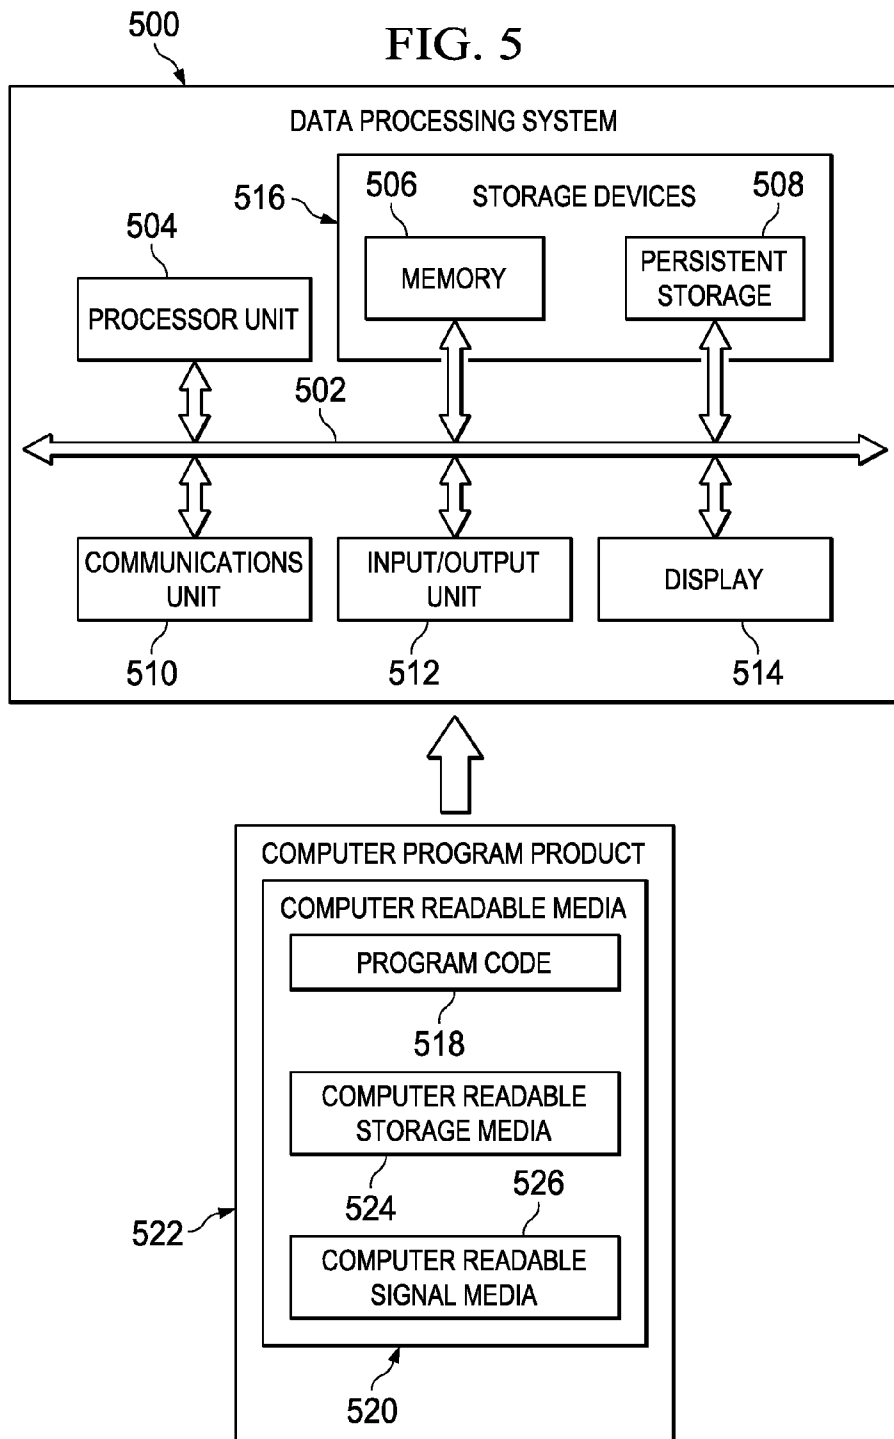 500
FIG. 5
DATA PROCESSING SYSTEM
516
506
STORAGE DEVICES
508
504
MEMORY
PERSISTENT
STORAGE
PROCESSOR UNIT
502
COMMUNICATIONS
UNIT
INPUT/OUTPUT
UNIT
DISPLAY
510
512
514
COMPUTER PROGRAM PRODUCT
COMPUTER READABLE MEDIA
PROGRAM CODE
518
COMPUTER READABLE
STORAGE MEDIA
524
526
522
COMPUTER READABLE
SIGNAL MEDIA
520